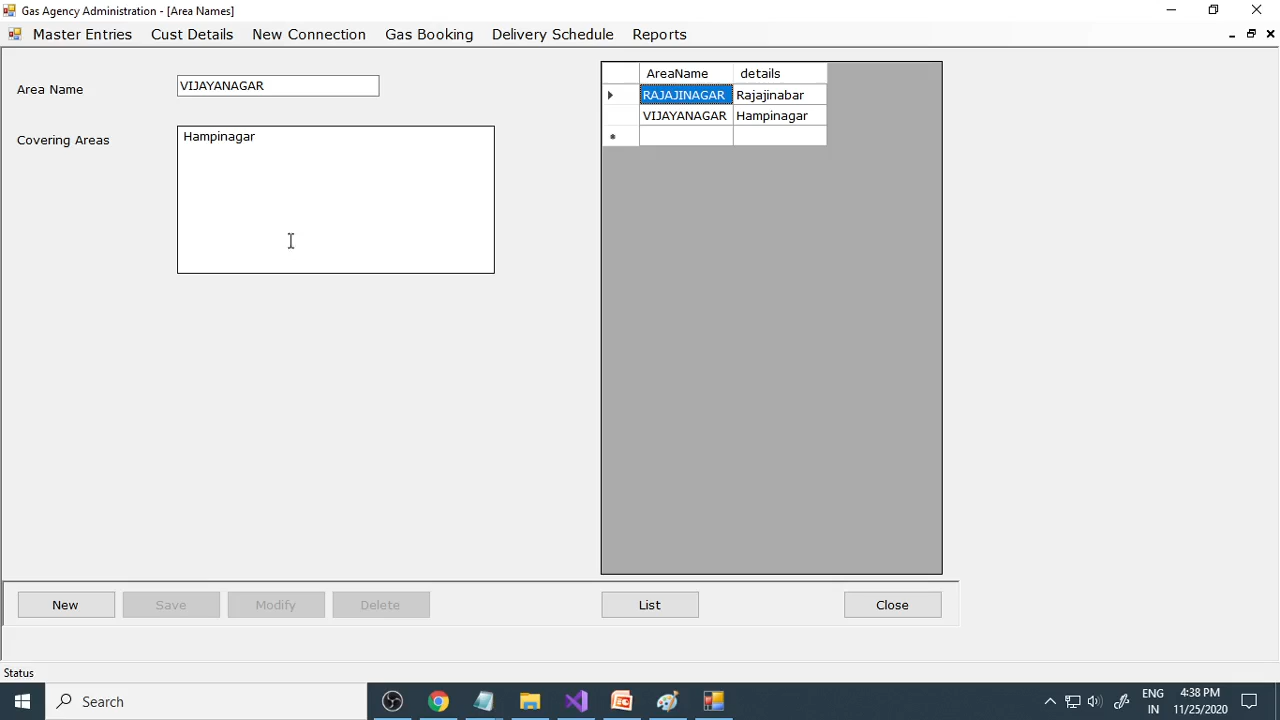 Gas Agency Administration - [Area Names]
Master Entries Cust Details New Connection Gas Booking Delivery Schedule Reports
Area Name VIJAYANAGAR
Covering Areas Hampinagar
AreaName details
RAJAJINAGAR Rajajinabar
VIJAYANAGAR Hampinagar
New Save Modify Delete List Close
Status
Search
ENG 4:38 PM
IN 11/25/2020